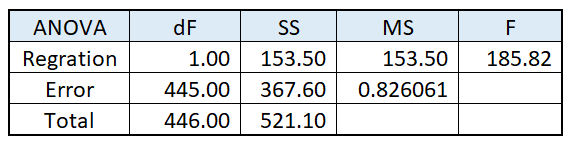 ANOVA dF SS MS F
Regration 1.00 153.50 153.50 185.82
Error 445.00 367.60 0.826061
Total 446.00 521.10